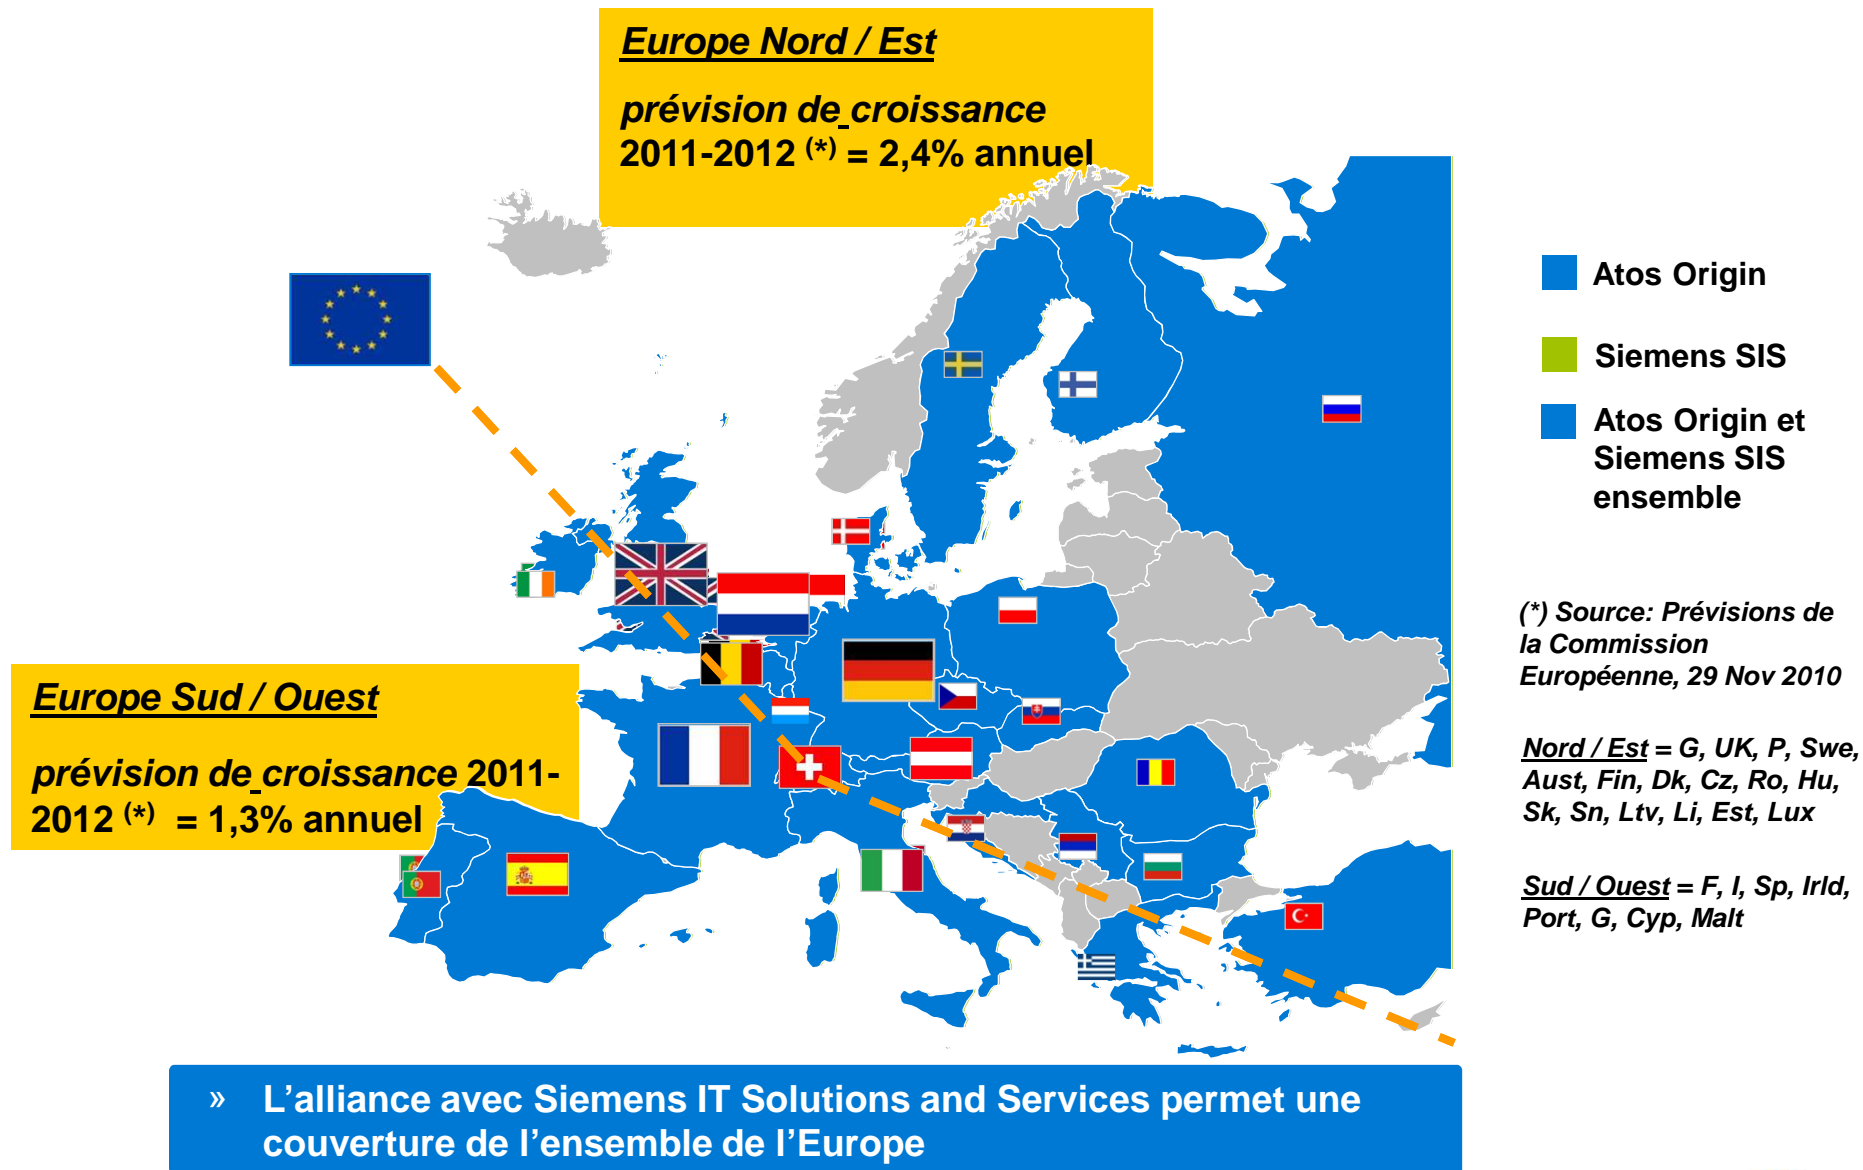 Europe Nord / Est
prévision de croissance
2011-2012 (*) = 2,4% annuel
Atos Origin
Siemens SIS
Atos Origin et
Siemens SIS
ensemble
(*) Source: Prévisions de
la Commission
Européenne, 29 Nov 2010
Europe Sud / Ouest
prévision de croissance 2011-
2012 (*) = 1,3% annuel
Nord / Est = G, UK, P, Swe,
Aust, Fin, Dk, Cz, Ro, Hu,
Sk, Sn, Ltv, Li, Est, Lux
Sud / Ouest = F, I, Sp, Irld,
Port, G, Cyp, Malt
» L'alliance avec Siemens IT Solutions and Services permet une
couverture de l'ensemble de l'Europe